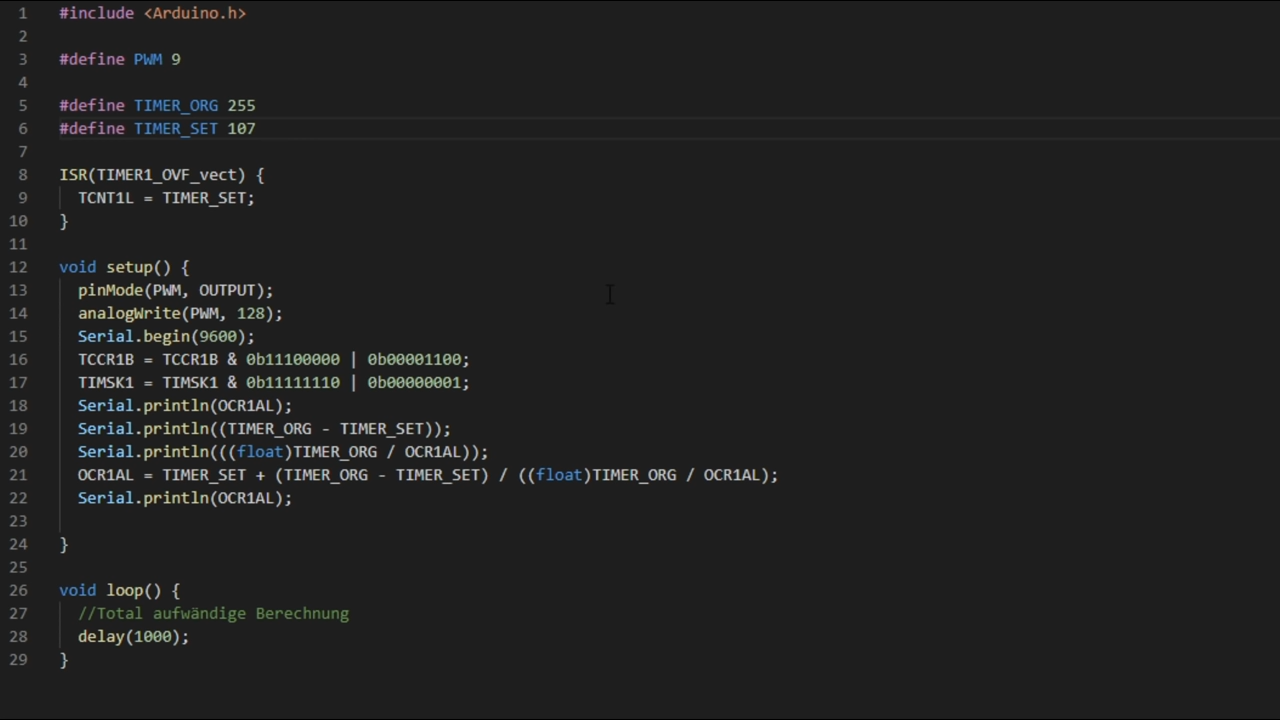 1 #include <Arduino.h>
2
3 #define PWM 9
4
5 #define TIMER_ORG 255
6 #define TIMER_SET 107
7
8 ISR(TIMER1_OVF_vect) {
9   TCNT1L = TIMER_SET;
10 }
11
12 void setup() {
13   pinMode(PWM, OUTPUT);
14   analogWrite(PWM, 128);
15   Serial.begin(9600);
16   TCCR1B = TCCR1B & 0b11100000 | 0b00001100;
17   TIMSK1 = TIMSK1 & 0b11111110 | 0b00000001;
18   Serial.println(OCR1AL);
19   Serial.println((TIMER_ORG - TIMER_SET));
20   Serial.println(((float)TIMER_ORG / OCR1AL));
21   OCR1AL = TIMER_SET + (TIMER_ORG - TIMER_SET) / ((float)TIMER_ORG / OCR1AL);
22   Serial.println(OCR1AL);
23
24 }
25
26 void loop() {
27   //Total aufwändige Berechnung
28   delay(1000);
29 }